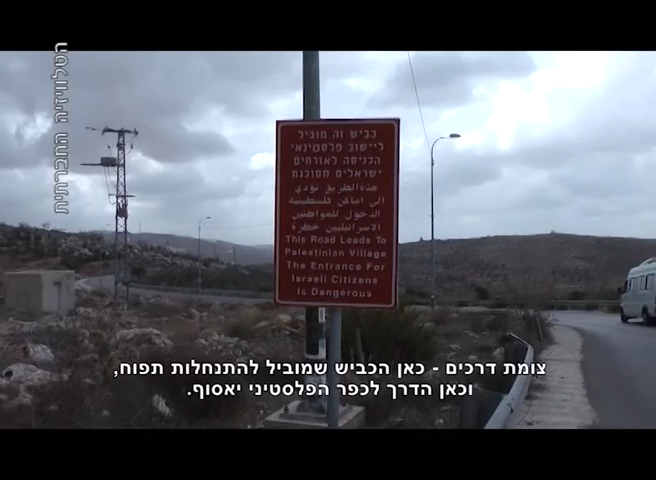 הטלוויזיה החברתית
כביש זה מוביל
ליישוב פלסטינאי
הכניסה לאזרחים
ישראלים מסוכנת
هذه الطريق تؤدي
الى اماكن فلسطينية
الدخول للمواطنين
الاسرائيليين خطرة
This Road Leads To
Palestinian Village
The Entrance For
Israeli Citizens
Is Dangerous
צומת דרכים - כאן הכביש שמוביל להתנחלות תפוח,
וכאן הדרך לכפר הפלסטיני יאסוף.